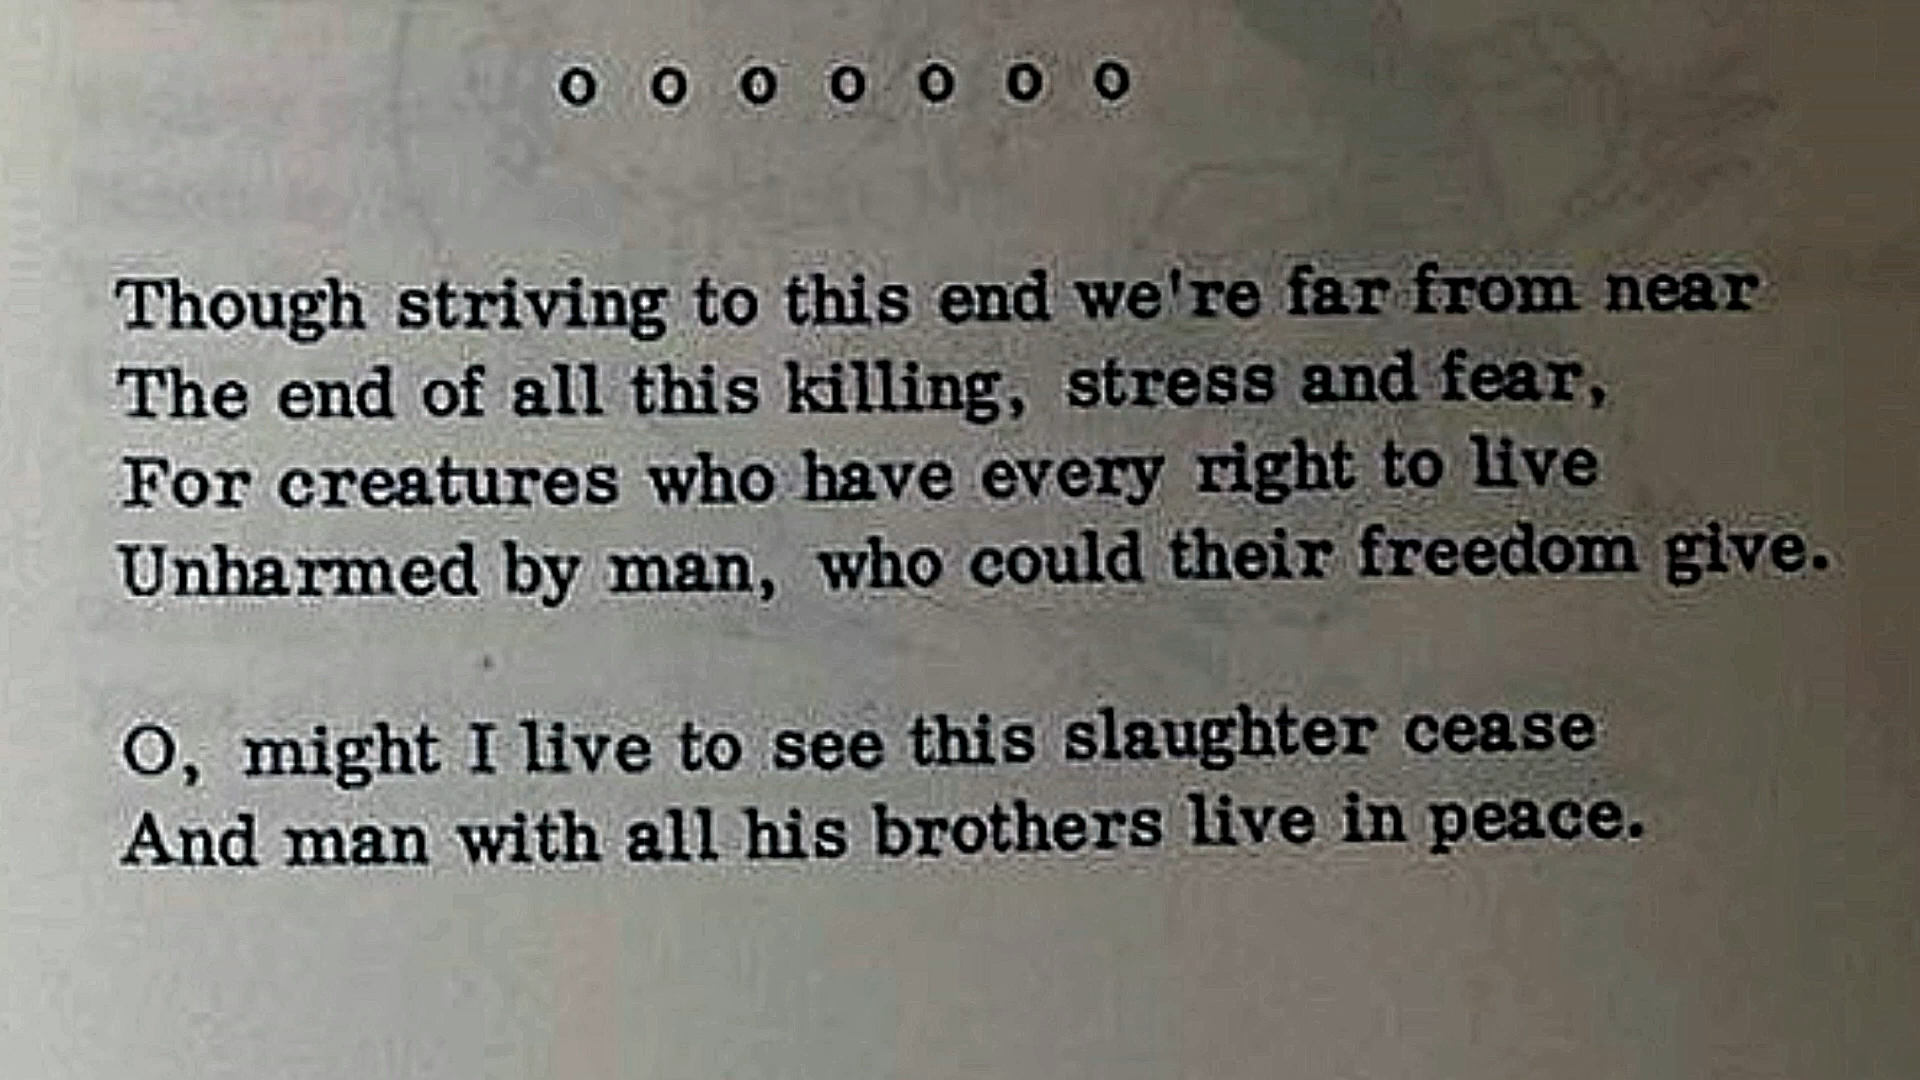 o o o o o o o
Though striving to this end we're far from near
The end of all this killing, stress and fear,
For creatures who have every right to live
Unharmed by man, who could their freedom give.
O, might I live to see this slaughter cease
And man with all his brothers live in peace.